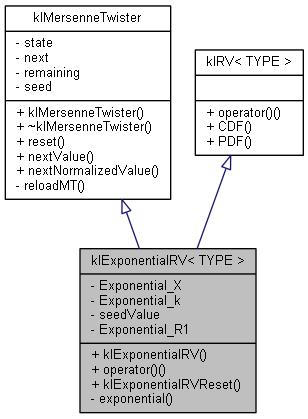 klMersenneTwister
- state
- next
- remaining
- seed
+ klMersenneTwister()
+ ~klMersenneTwister()
+ reset()
+ nextValue()
+ nextNormalizedValue()
- reloadMT()
klRV< TYPE >
+ operator()()
+ CDF()
+ PDF()
klExponentialRV< TYPE >
- Exponential_X
- Exponential_k
- seedValue
- Exponential_R1
+ klExponentialRV()
+ operator()()
+ klExponentialRVReset()
- exponential()